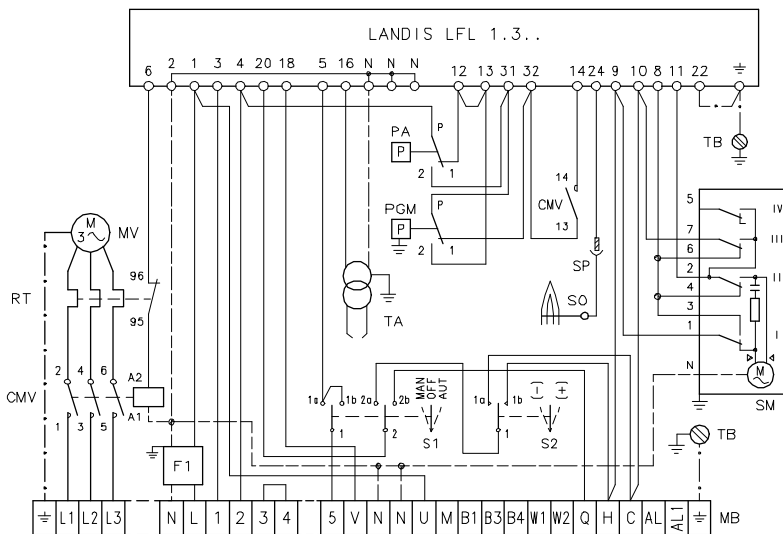 LANDIS LFL 1.3..
6 2 1 3 4 20 18 5 16 N N N 12 13 31 32 14 24 9 10 8 11 22
PA
P
P
2 1
TB
14
CMV
13
PGM
P
P
2 1
5 IV
7 III
6
2 II
4
3
1 I
N
M
SM
M
3
MV
96
RT
95
SP
SO
TA
2 4 6 A2
CMV
1 3 5 A1
1a 1b 2a 2b
MAN
OFF
AUT
1 2 S1
1a 1b
(-) (+)
1 S2
TB
F1
L1 L2 L3 N L 1 2 3 4 5 V N N U M B1 B3 B4 W1 W2 Q H C AL AL1 MB